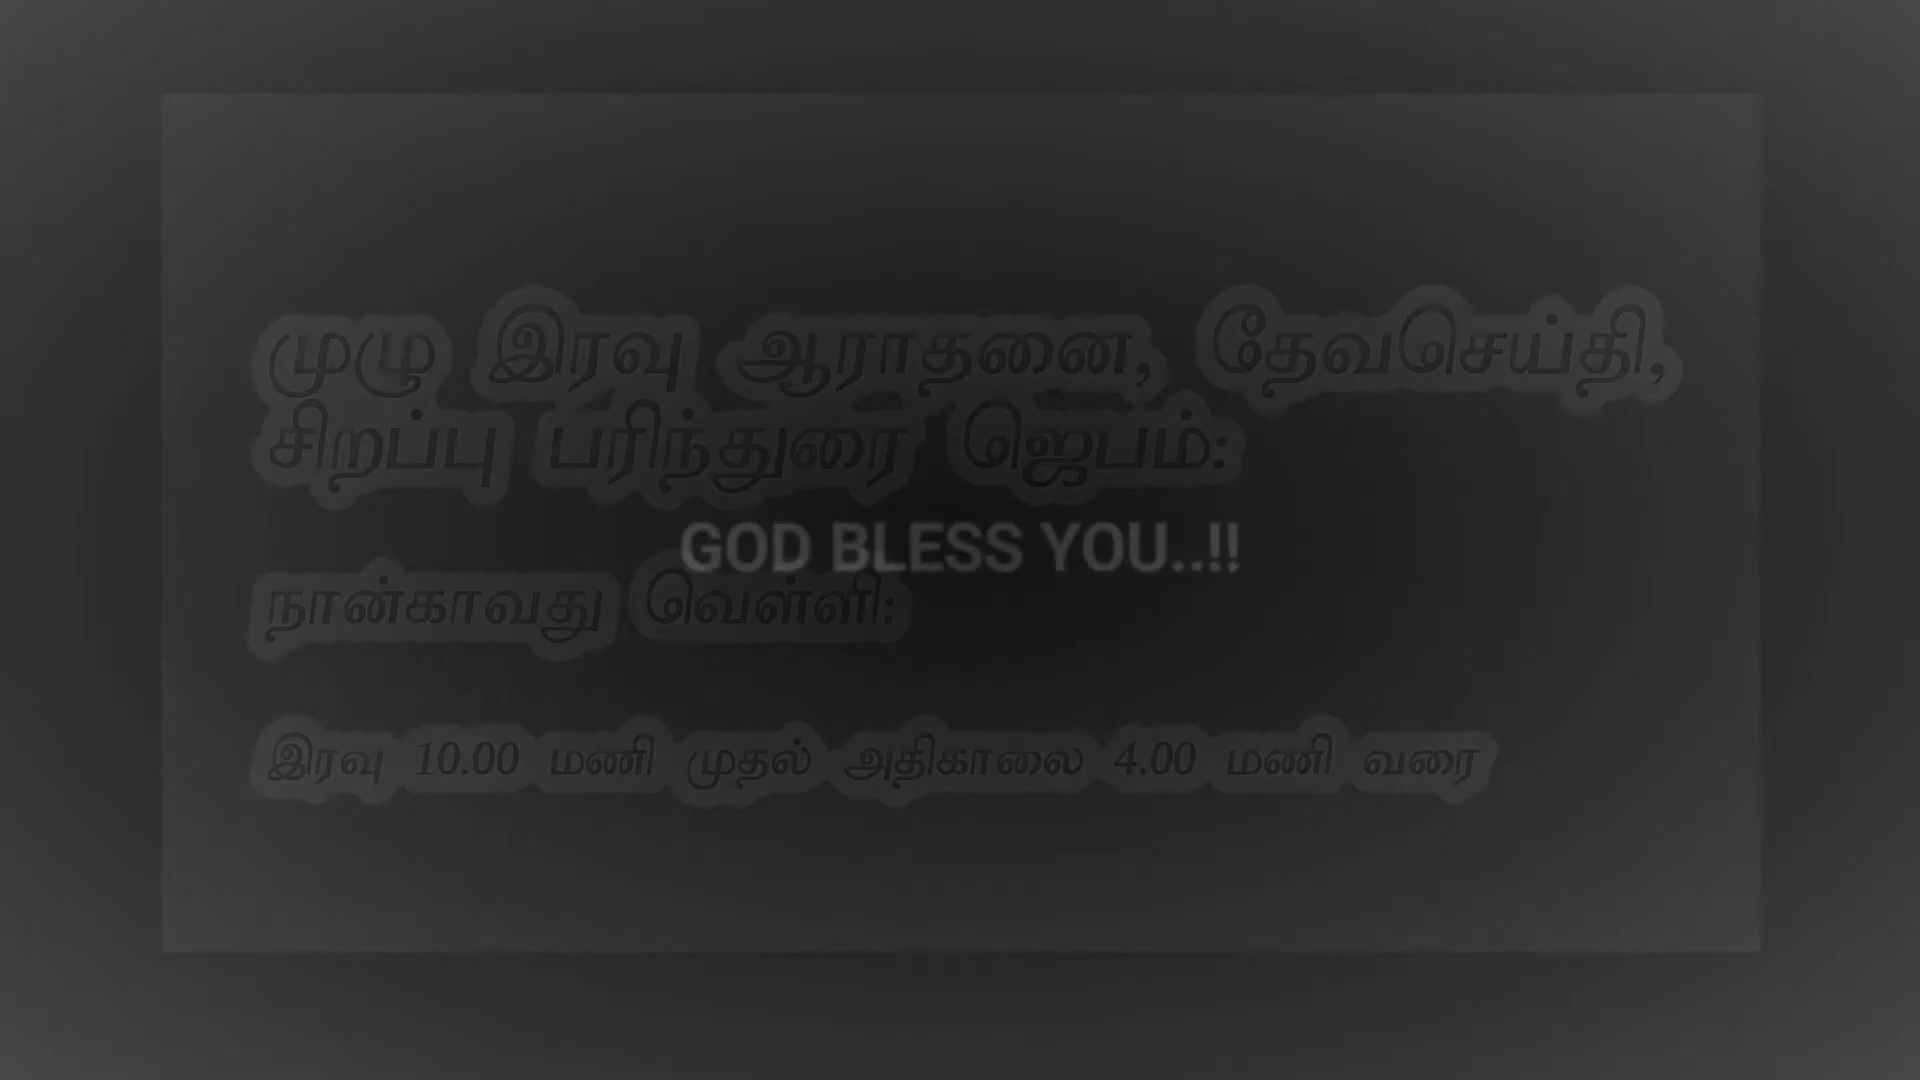 முழு இரவு ஆராதனை, தேவசெய்தி,
சிறப்பு பரிந்துரை ஜெபம்:
GOD BLESS YOU..!!
நான்காவது வெள்ளி:
இரவு 10.00 மணி முதல் அதிகாலை 4.00 மணி வரை